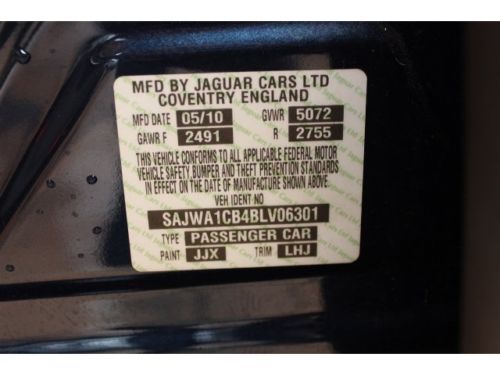 MFD BY JAGUAR CARS LTD
COVENTRY ENGLAND
MFD DATE 05/10 GVWR 5072
GAWR F 2491 R 2755
THIS VEHICLE CONFORMS TO ALL APPLICABLE FEDERAL MOTOR
VEHICLE SAFETY, BUMPER AND THEFT PREVENTION STANDARDS
IN EFFECT ON THE DATE OF MANUFACTURE SHOWN ABOVE.
VEH IDENT NO
SAJWA1CB4BLV06301
TYPE PASSENGER CAR
PAINT JJX TRIM LHJ